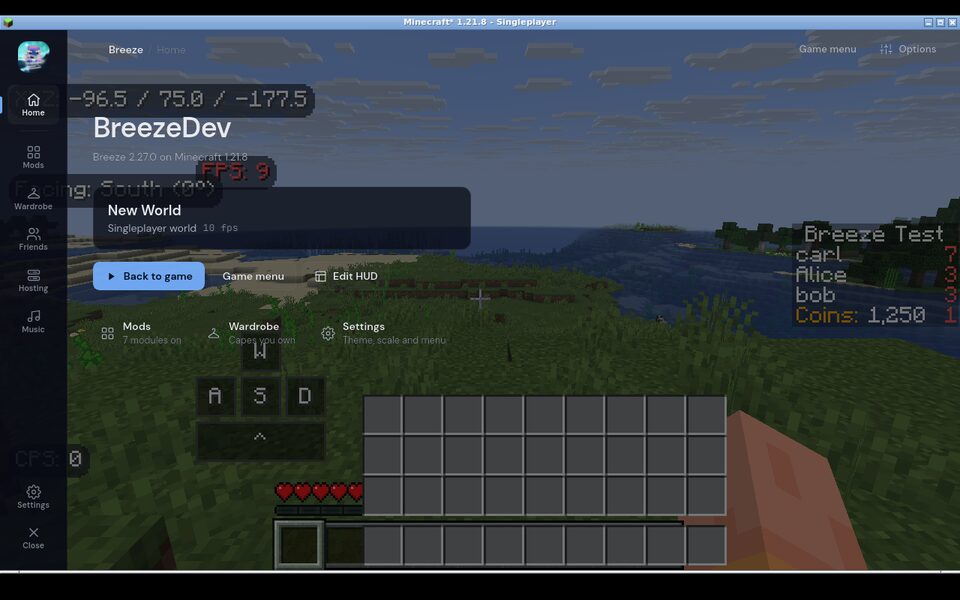 Minecraft* 1.21.8 - Singleplayer
Breeze / Home
Game menu
Options
-96.5 / 75.0 / -177.5
Home
BreezeDev
Breeze 2.27.0 on Minecraft 1.21.8
FPS: 9
Mods
Facing: South (0°)
Wardrobe
New World
Singleplayer world 10 fps
Friends
Breeze Test
carl 7
Alice 3
bob 3
Coins: 1,250 1
Back to game
Game menu
Edit HUD
Hosting
Music
Mods
7 modules on
Wardrobe
Capes you own
Settings
Theme, scale and menu
W
A S D
^
CPS: 0
Settings
Close